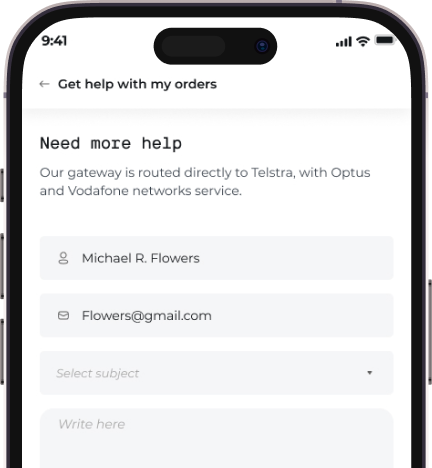 9:41
Get help with my orders
Need more help
Our gateway is routed directly to Telstra, with Optus
and Vodafone networks service.
Michael R. Flowers
Flowers@gmail.com
Select subject
Write here